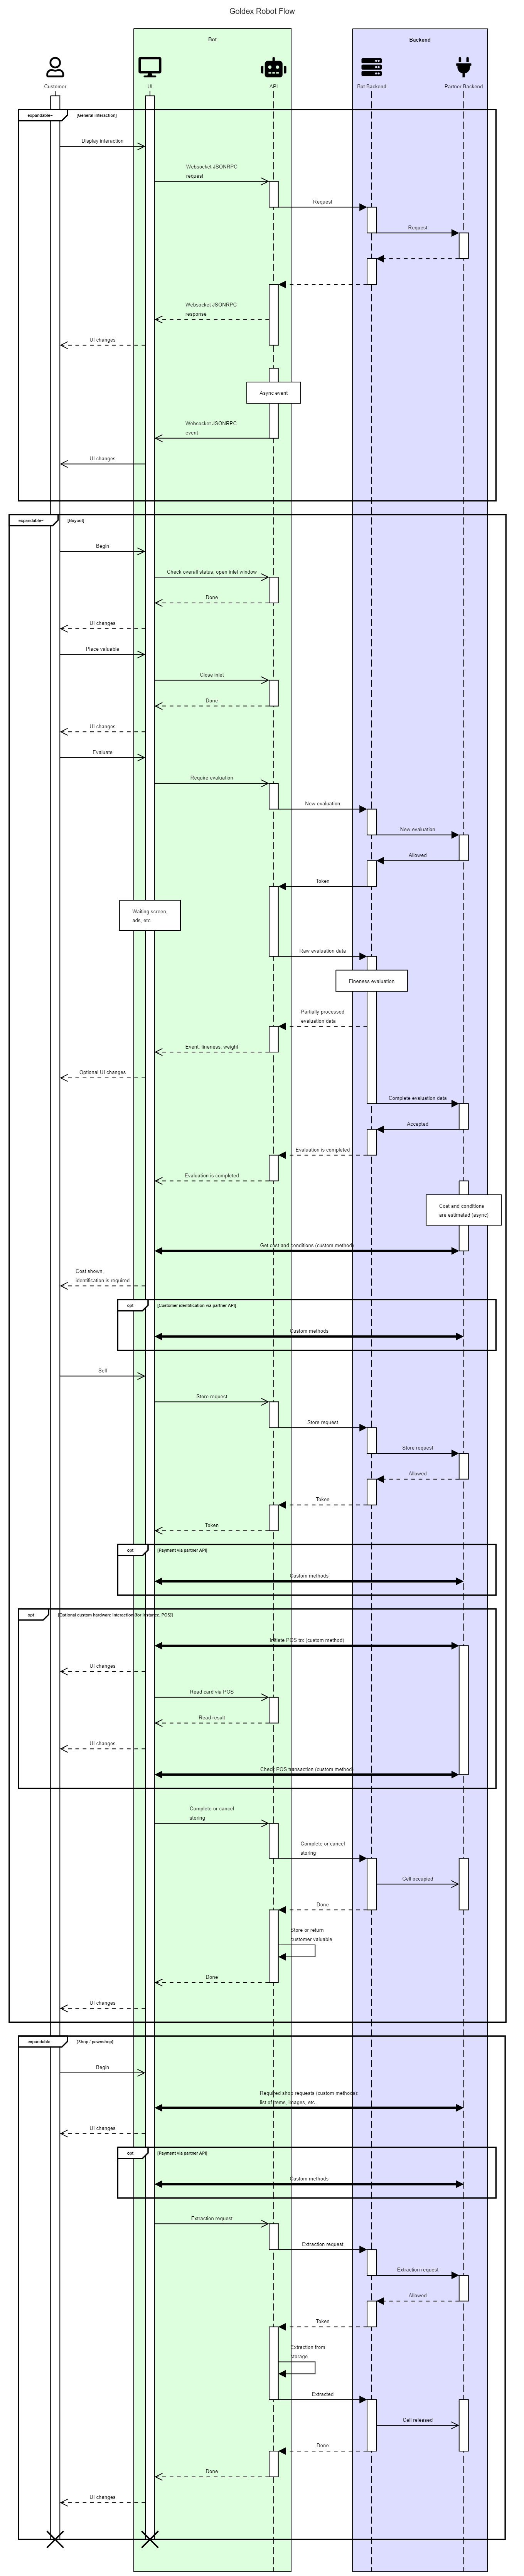 Goldex Robot Flow
Bot
Backend
Customer
UI
API
Bot Backend
Partner Backend
expandable~
[General interaction]
Display interaction
Websocket JSONRPC
request
Request
Request
Websocket JSONRPC
response
UI changes
Async event
Websocket JSONRPC
event
UI changes
expandable~
[Buyout]
Begin
Check overall status, open inlet window
Done
UI changes
Place valuable
Close inlet
Done
UI changes
Evaluate
Require evaluation
New evaluation
New evaluation
Allowed
Token
Waiting screen,
ads, etc.
Raw evaluation data
Fineness evaluation
Partially processed
evaluation data
Event: fineness, weight
Optional UI changes
Complete evaluation data
Accepted
Evaluation is completed
Evaluation is completed
Cost and conditions
are estimated (async)
Get cost and conditions (custom method)
Cost shown,
identification is required
opt
[Customer identification via partner API]
Custom methods
Sell
Store request
Store request
Store request
Allowed
Token
Token
opt
[Payment via partner API]
Custom methods
opt
[Optional custom hardware interaction (for instance, POS)]
Initiate POS trx (custom method)
UI changes
Read card via POS
Read result
UI changes
Check POS transaction (custom method)
Complete or cancel
storing
Complete or cancel
storing
Cell occupied
Done
Store or return
customer valuable
Done
UI changes
expandable~
[Shop / pawnshop]
Begin
Required shop requests (custom methods):
list of items, images, etc.
UI changes
opt
[Payment via partner API]
Custom methods
Extraction request
Extraction request
Extraction request
Allowed
Token
Extraction from
storage
Extracted
Cell released
Done
Done
UI changes